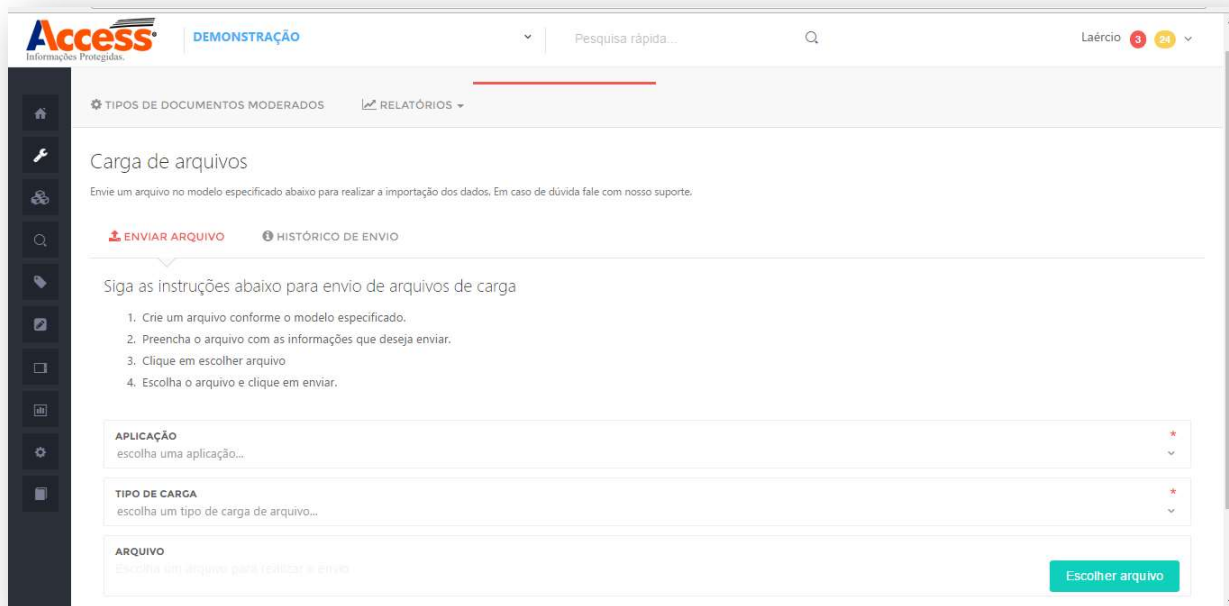 Access®
Informações Protegidas.
DEMONSTRAÇÃO
Pesquisa rápida...
Laércio 3 24
TIPOS DE DOCUMENTOS MODERADOS
RELATÓRIOS
Carga de arquivos
Envie um arquivo no modelo especificado abaixo para realizar a importação dos dados. Em caso de dúvida fale com nosso suporte.
ENVIAR ARQUIVO
HISTÓRICO DE ENVIO
Siga as instruções abaixo para envio de arquivos de carga
1. Crie um arquivo conforme o modelo especificado.
2. Preencha o arquivo com as informações que deseja enviar.
3. Clique em escolher arquivo
4. Escolha o arquivo e clique em enviar.
APLICAÇÃO *
escolha uma aplicação...
TIPO DE CARGA *
escolha um tipo de carga de arquivo...
ARQUIVO
Escolha um arquivo para realizar o envio
Escolher arquivo